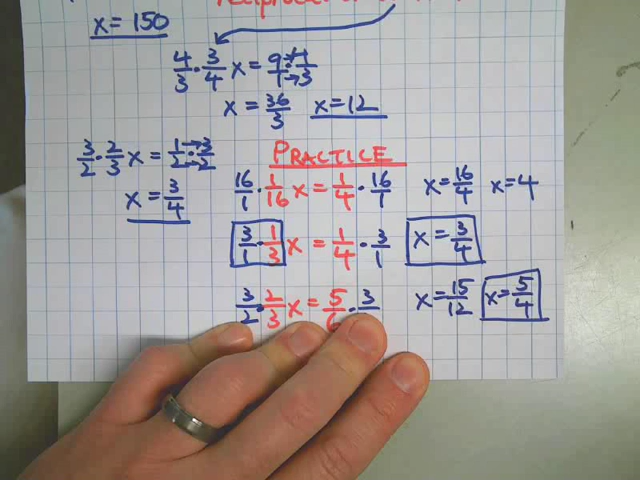 x = 150
4/3 · 3/4 x = 9/1 · 4/3
x = 36/3 x = 12
3/2 · 2/3 x = 1/2 · 3/2
x = 3/4
PRACTICE
16/1 · 1/16 x = 1/4 · 16/1 x = 16/4 x = 4
3/1 · 1/3 x = 1/4 · 3/1 x = 3/4
3/2 · 2/3 x = 5/6 · 3 x = 15/12 x = 5/4